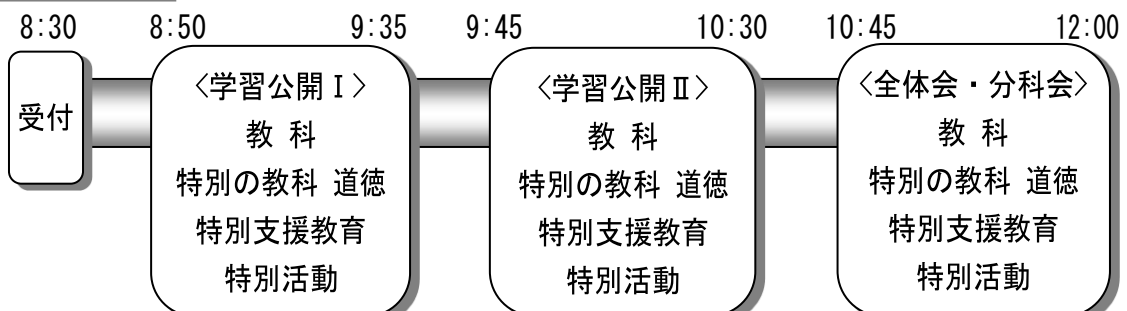 8:30 8:50 9:35 9:45 10:30 10:45 12:00
受付
〈学習公開Ⅰ〉
教 科
特別の教科 道徳
特別支援教育
特別活動
〈学習公開Ⅱ〉
教 科
特別の教科 道徳
特別支援教育
特別活動
〈全体会・分科会〉
教 科
特別の教科 道徳
特別支援教育
特別活動